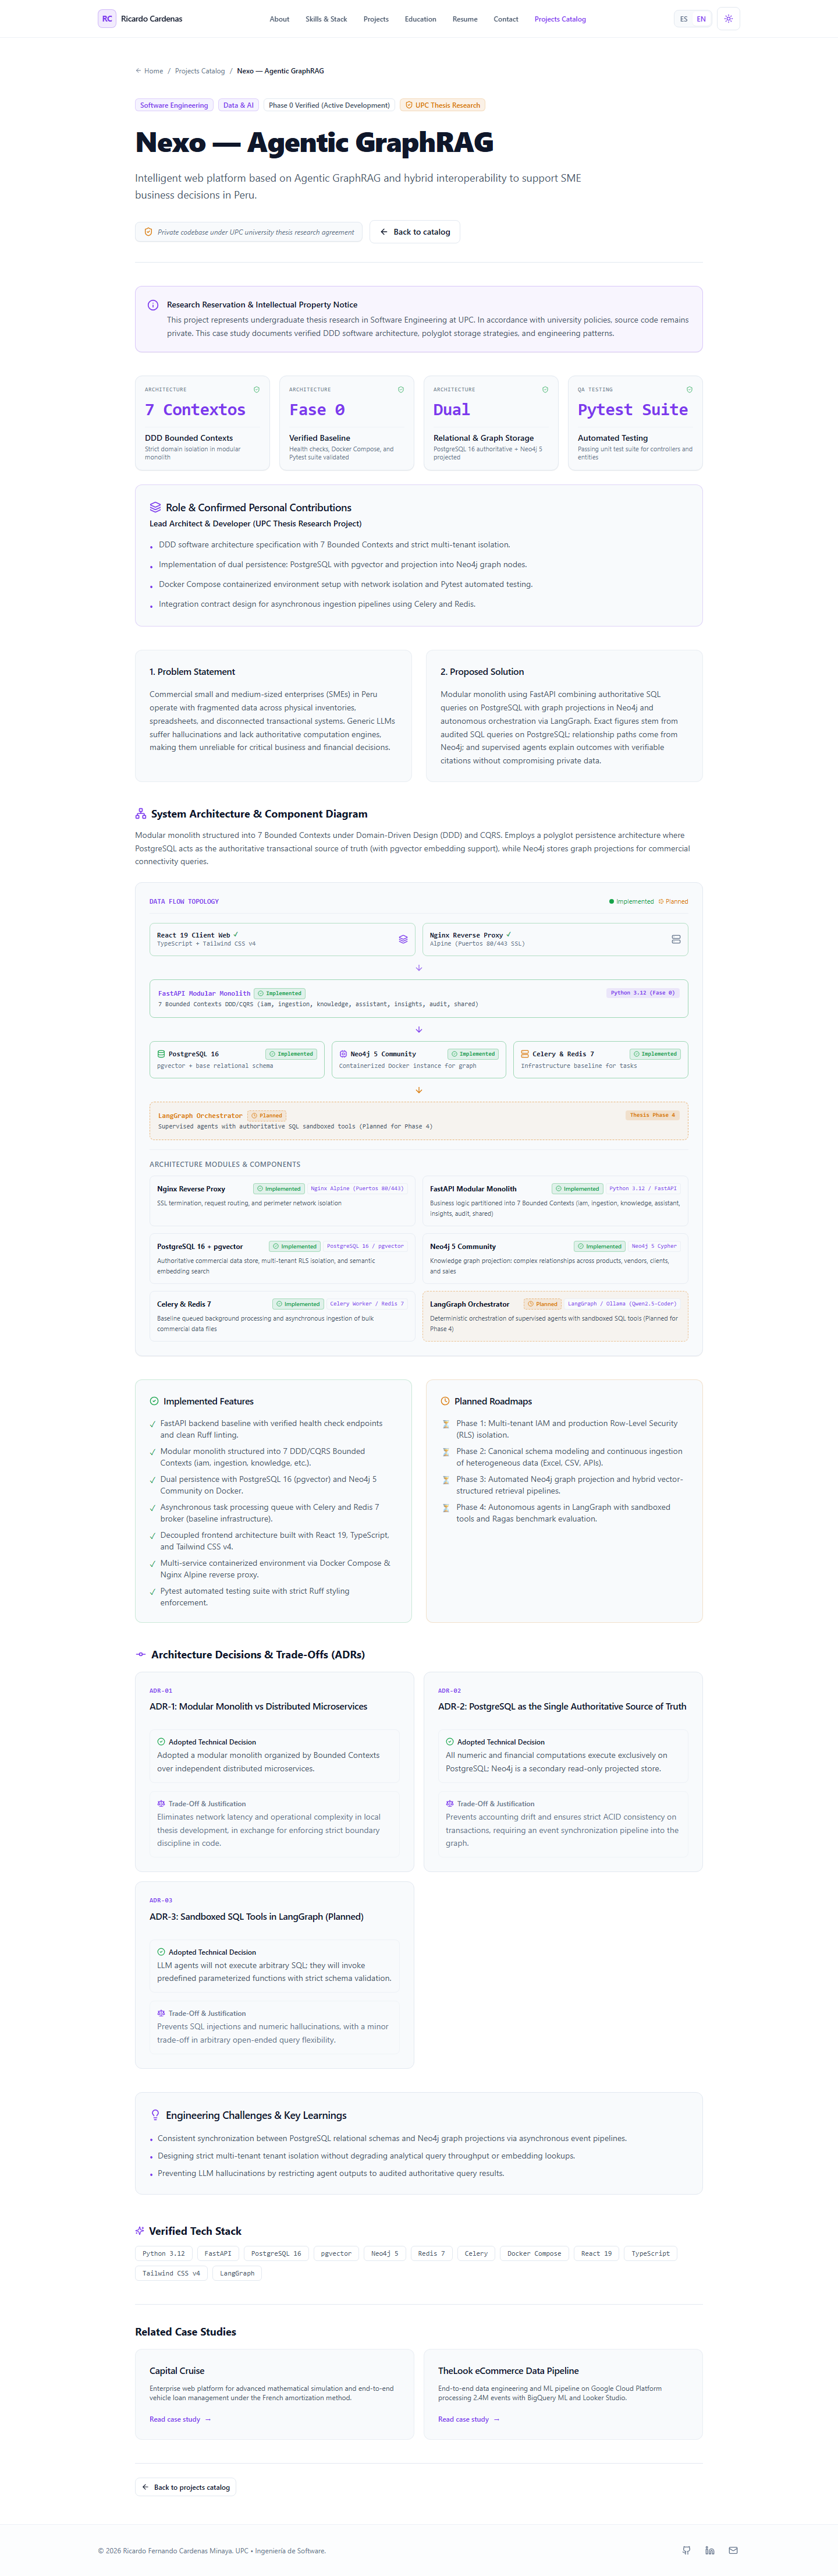 RC Ricardo Cardenas About Skills & Stack Projects Education Resume Contact Projects Catalog ES EN
← Home / Projects Catalog / Nexo — Agentic GraphRAG
Software Engineering Data & AI Phase 0 Verified (Active Development) UPC Thesis Research
Nexo — Agentic GraphRAG
Intelligent web platform based on Agentic GraphRAG and hybrid interoperability to support SME
business decisions in Peru.
Private codebase under UPC university thesis research agreement ← Back to catalog
Research Reservation & Intellectual Property Notice
This project represents undergraduate thesis research in Software Engineering at UPC. In accordance with university policies, source code remains
private. This case study documents verified DDD software architecture, polyglot storage strategies, and engineering patterns.
ARCHITECTURE
7 Contextos
DDD Bounded Contexts
Strict domain isolation in modular
monolith
ARCHITECTURE
Fase 0
Verified Baseline
Health checks, Docker Compose, and
Pytest suite validated
ARCHITECTURE
Dual
Relational & Graph Storage
PostgreSQL 16 authoritative + Neo4j 5
projected
QA TESTING
Pytest Suite
Automated Testing
Passing unit test suite for controllers and
entities
Role & Confirmed Personal Contributions
Lead Architect & Developer (UPC Thesis Research Project)
• DDD software architecture specification with 7 Bounded Contexts and strict multi-tenant isolation.
• Implementation of dual persistence: PostgreSQL with pgvector and projection into Neo4j graph nodes.
• Docker Compose containerized environment setup with network isolation and Pytest automated testing.
• Integration contract design for asynchronous ingestion pipelines using Celery and Redis.
1. Problem Statement
Commercial small and medium-sized enterprises (SMEs) in Peru
operate with fragmented data across physical inventories,
spreadsheets, and disconnected transactional systems. Generic LLMs
suffer hallucinations and lack authoritative computation engines,
making them unreliable for critical business and financial decisions.
2. Proposed Solution
Modular monolith using FastAPI combining authoritative SQL
queries on PostgreSQL with graph projections in Neo4j and
autonomous orchestration via LangGraph. Exact figures stem from
audited SQL queries on PostgreSQL; relationship paths come from
Neo4j; and supervised agents explain outcomes with verifiable
citations without compromising private data.
System Architecture & Component Diagram
Modular monolith structured into 7 Bounded Contexts under Domain-Driven Design (DDD) and CQRS. Employs a polyglot persistence architecture where
PostgreSQL acts as the authoritative transactional source of truth (with pgvector embedding support), while Neo4j stores graph projections for commercial
connectivity queries.
DATA FLOW TOPOLOGY Implemented Planned
React 19 Client Web ✓
TypeScript + Tailwind CSS v4
Nginx Reverse Proxy ✓
Alpine (Puertos 80/443 SSL)
↓
FastAPI Modular Monolith Implemented Python 3.12 (Fase 0)
7 Bounded Contexts DDD/CQRS (iam, ingestion, knowledge, assistant, insights, audit, shared)
↓
PostgreSQL 16 Implemented
pgvector + base relational schema
Neo4j 5 Community Implemented
Containerized Docker instance for graph
Celery & Redis 7 Implemented
Infrastructure baseline for tasks
↓
LangGraph Orchestrator Planned Thesis Phase 4
Supervised agents with authoritative SQL sandboxed tools (Planned for Phase 4)
ARCHITECTURE MODULES & COMPONENTS
Nginx Reverse Proxy Implemented Nginx Alpine (Puertos 80/443)
SSL termination, request routing, and perimeter network isolation
FastAPI Modular Monolith Implemented Python 3.12 / FastAPI
Business logic partitioned into 7 Bounded Contexts (iam, ingestion, knowledge, assistant,
insights, audit, shared)
PostgreSQL 16 + pgvector Implemented PostgreSQL 16 / pgvector
Authoritative commercial data store, multi-tenant RLS isolation, and semantic
embedding search
Neo4j 5 Community Implemented Neo4j 5 Cypher
Knowledge graph projection: complex relationships across products, vendors, clients,
and sales
Celery & Redis 7 Implemented Celery Worker / Redis 7
Baseline queued background processing and asynchronous ingestion of bulk
commercial data files
LangGraph Orchestrator Planned LangGraph / Ollama (Qwen2.5-Coder)
Deterministic orchestration of supervised agents with sandboxed SQL tools (Planned for
Phase 4)
Implemented Features
✓ FastAPI backend baseline with verified health check endpoints
and clean Ruff linting.
✓ Modular monolith structured into 7 DDD/CQRS Bounded
Contexts (iam, ingestion, knowledge, etc.).
✓ Dual persistence with PostgreSQL 16 (pgvector) and Neo4j 5
Community on Docker.
✓ Asynchronous task processing queue with Celery and Redis 7
broker (baseline infrastructure).
✓ Decoupled frontend architecture built with React 19, TypeScript,
and Tailwind CSS v4.
✓ Multi-service containerized environment via Docker Compose &
Nginx Alpine reverse proxy.
✓ Pytest automated testing suite with strict Ruff styling
enforcement.
Planned Roadmaps
⏳ Phase 1: Multi-tenant IAM and production Row-Level Security
(RLS) isolation.
⏳ Phase 2: Canonical schema modeling and continuous ingestion
of heterogeneous data (Excel, CSV, APIs).
⏳ Phase 3: Automated Neo4j graph projection and hybrid vector-
structured retrieval pipelines.
⏳ Phase 4: Autonomous agents in LangGraph with sandboxed
tools and Ragas benchmark evaluation.
Architecture Decisions & Trade-Offs (ADRs)
ADR-01
ADR-1: Modular Monolith vs Distributed Microservices
Adopted Technical Decision
Adopted a modular monolith organized by Bounded Contexts
over independent distributed microservices.
Trade-Off & Justification
Eliminates network latency and operational complexity in local
thesis development, in exchange for enforcing strict boundary
discipline in code.
ADR-02
ADR-2: PostgreSQL as the Single Authoritative Source of Truth
Adopted Technical Decision
All numeric and financial computations execute exclusively on
PostgreSQL; Neo4j is a secondary read-only projected store.
Trade-Off & Justification
Prevents accounting drift and ensures strict ACID consistency on
transactions, requiring an event synchronization pipeline into the
graph.
ADR-03
ADR-3: Sandboxed SQL Tools in LangGraph (Planned)
Adopted Technical Decision
LLM agents will not execute arbitrary SQL; they will invoke
predefined parameterized functions with strict schema validation.
Trade-Off & Justification
Prevents SQL injections and numeric hallucinations, with a minor
trade-off in arbitrary open-ended query flexibility.
Engineering Challenges & Key Learnings
• Consistent synchronization between PostgreSQL relational schemas and Neo4j graph projections via asynchronous event pipelines.
• Designing strict multi-tenant tenant isolation without degrading analytical query throughput or embedding lookups.
• Preventing LLM hallucinations by restricting agent outputs to audited authoritative query results.
Verified Tech Stack
Python 3.12 FastAPI PostgreSQL 16 pgvector Neo4j 5 Redis 7 Celery Docker Compose React 19 TypeScript
Tailwind CSS v4 LangGraph
Related Case Studies
Capital Cruise
Enterprise web platform for advanced mathematical simulation and end-to-end
vehicle loan management under the French amortization method.
Read case study →
TheLook eCommerce Data Pipeline
End-to-end data engineering and ML pipeline on Google Cloud Platform
processing 2.4M events with BigQuery ML and Looker Studio.
Read case study →
← Back to projects catalog
© 2026 Ricardo Fernando Cardenas Minaya. UPC • Ingeniería de Software.